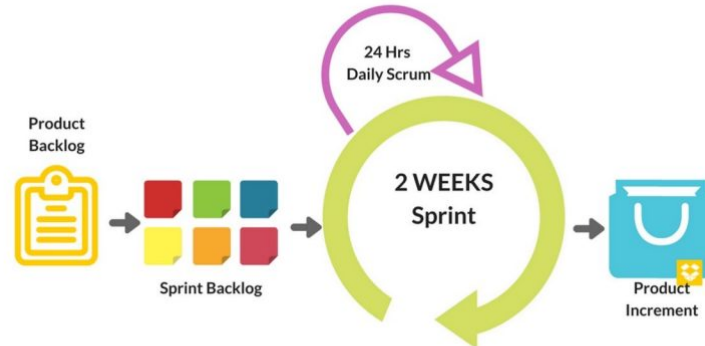 24 Hrs
Daily Scrum
Product
Backlog
2 WEEKS
Sprint
Sprint Backlog
Product
Increment